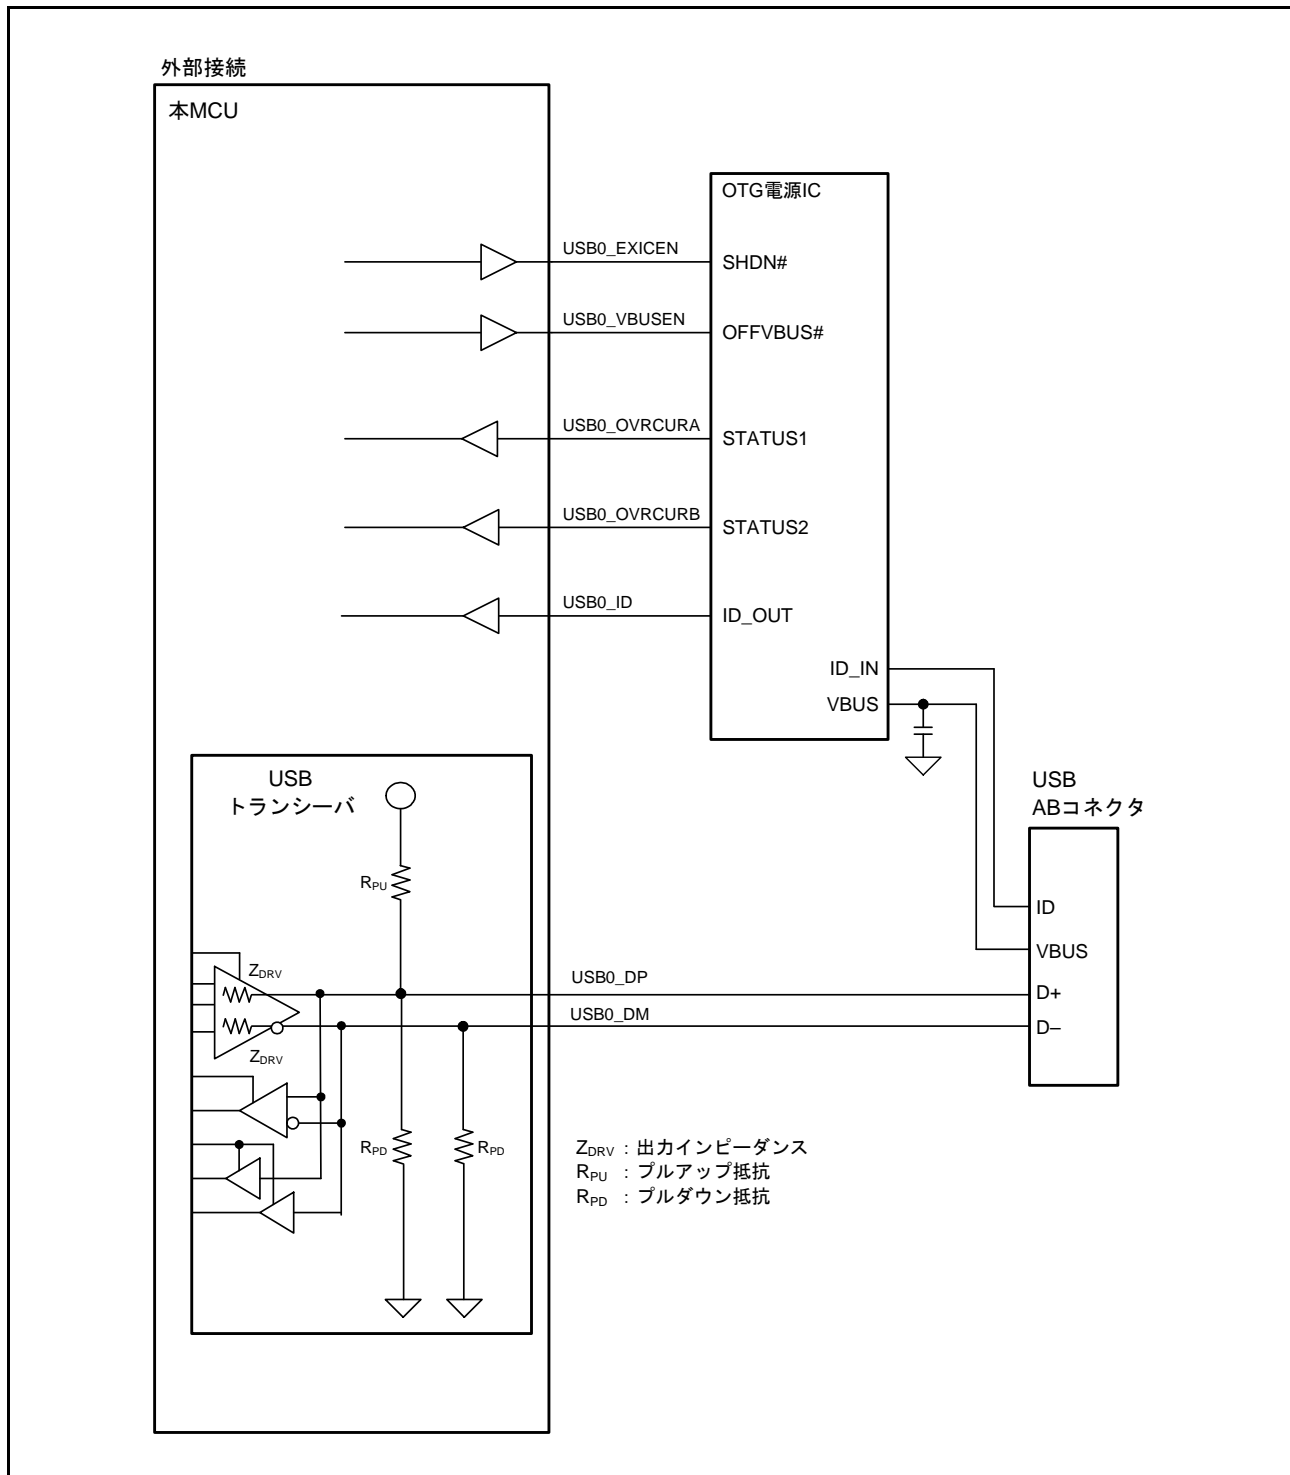 外部接続
本MCU
OTG電源IC
USB0_EXICEN
SHDN#
USB0_VBUSEN
OFFVBUS#
USB0_OVRCURA
STATUS1
USB0_OVRCURB
STATUS2
USB0_ID
ID_OUT
ID_IN
VBUS
USB
トランシーバ
USB
ABコネクタ
RPU
ID
VBUS
ZDRV
USB0_DP
D+
USB0_DM
D–
ZDRV
RPD
RPD
ZDRV : 出力インピーダンス
RPU : プルアップ抵抗
RPD : プルダウン抵抗